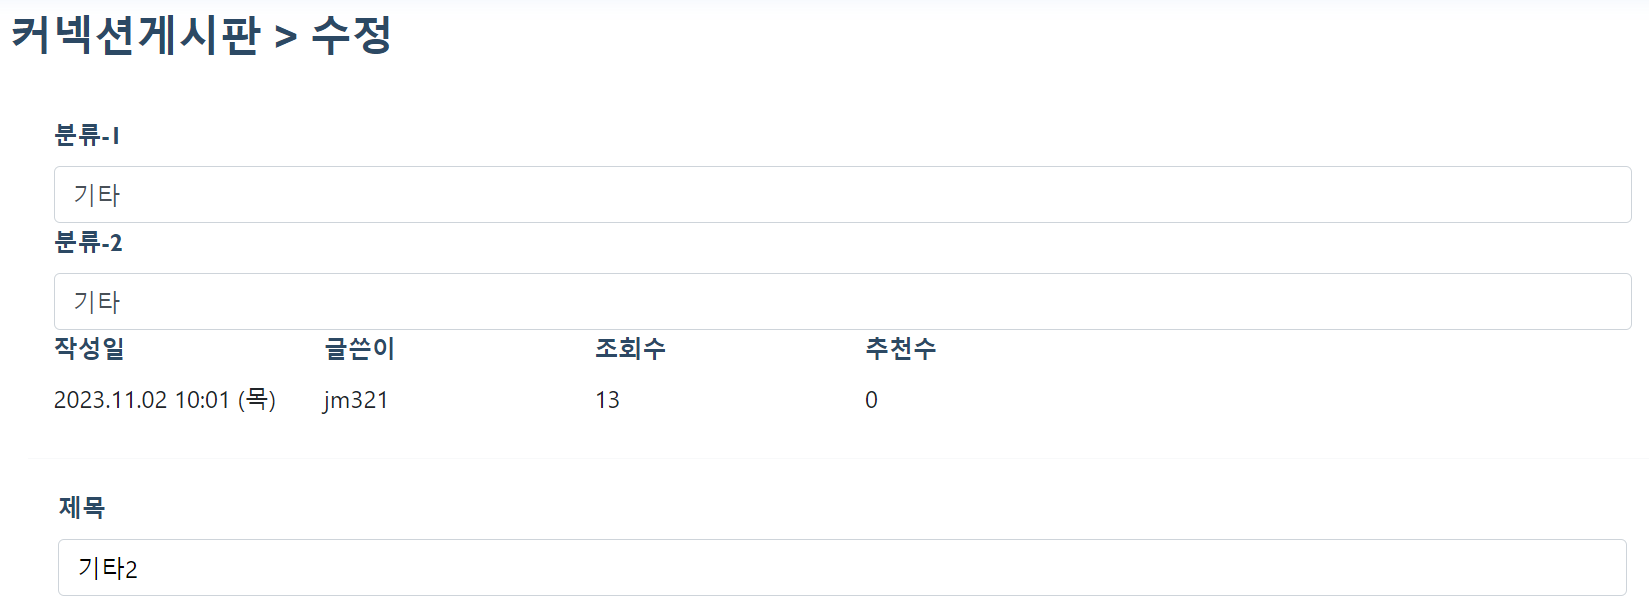 커넥션게시판 > 수정
분류-1
기타
분류-2
기타
작성일 글쓴이 조회수 추천수
2023.11.02 10:01 (목) jm321 13 0
제목
기타2